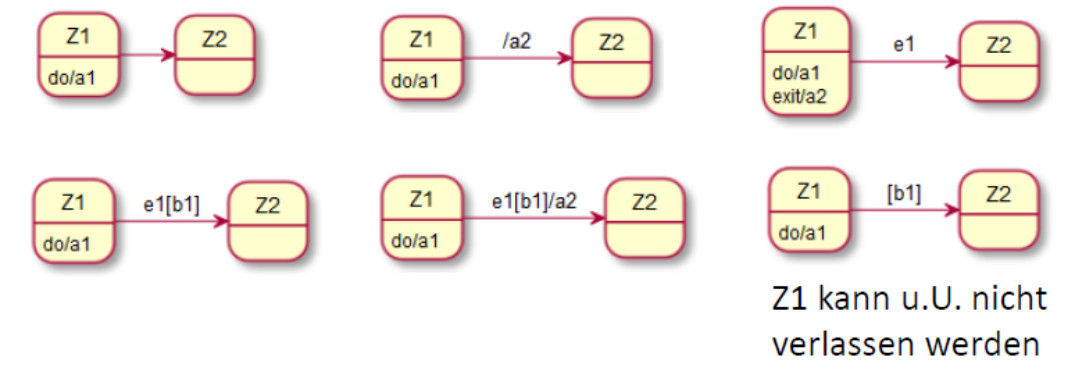 Z1
do/a1
Z2
Z1
do/a1
/a2
Z2
Z1
do/a1
exit/a2
e1
Z2
Z1
do/a1
e1[b1]
Z2
Z1
do/a1
e1[b1]/a2
Z2
Z1
do/a1
[b1]
Z2
Z1 kann u.U. nicht
verlassen werden